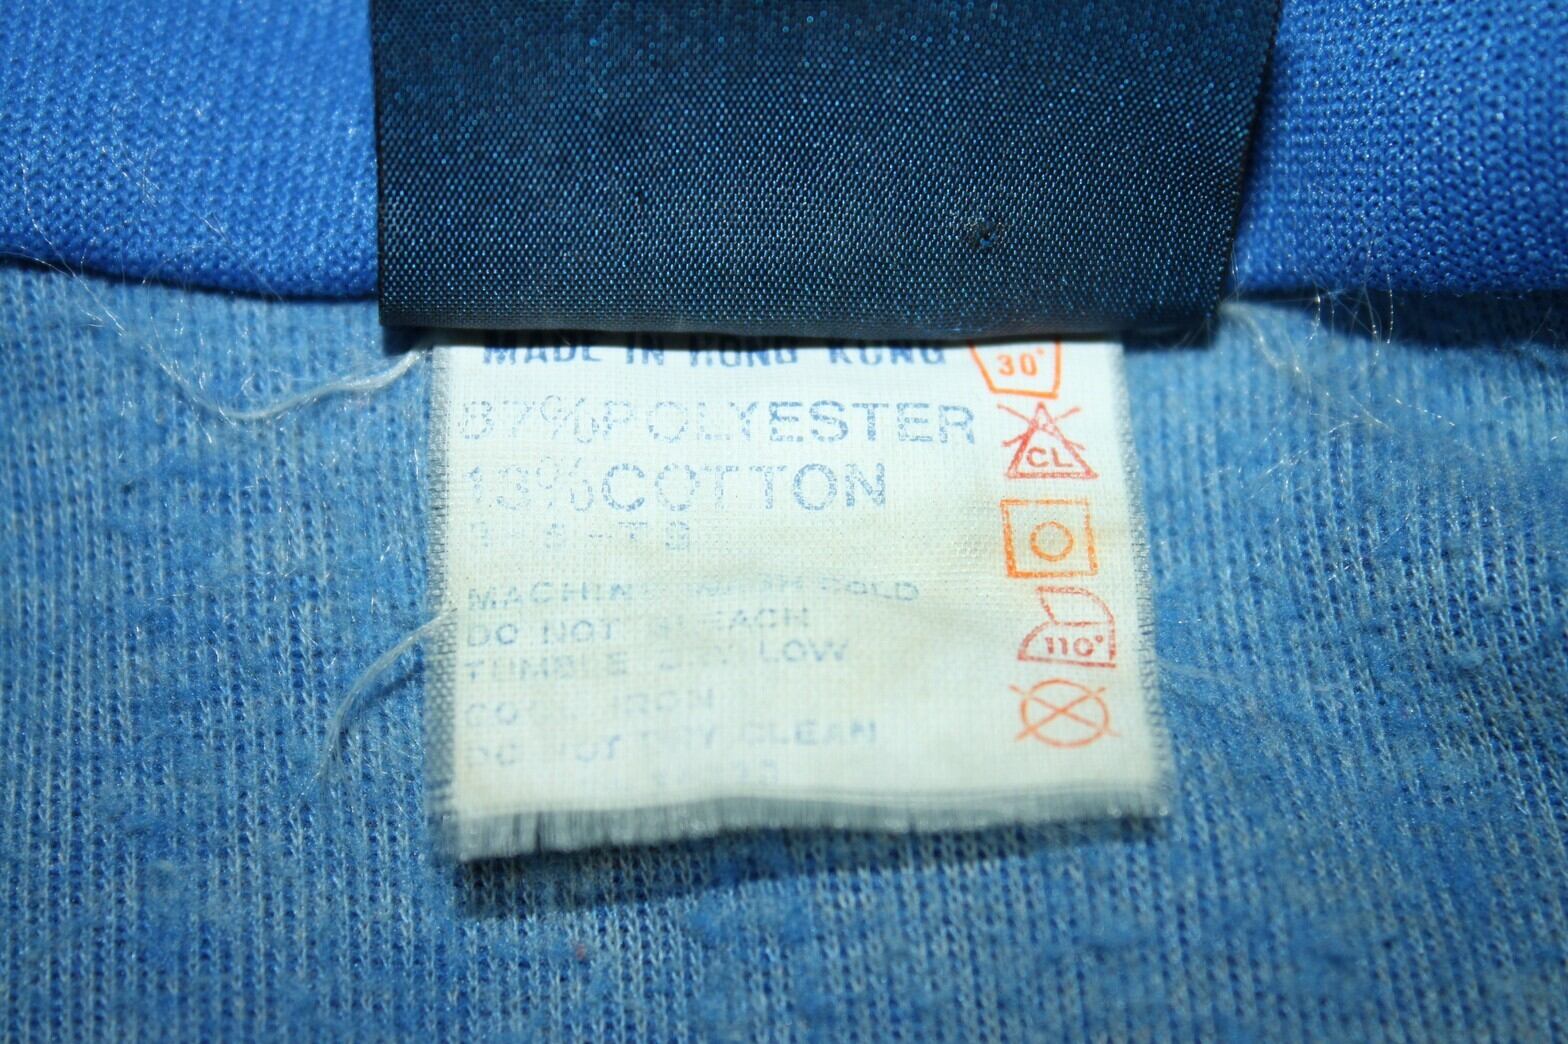 MADE IN HONG KONG
30°
87% POLYESTER
CL
13% COTTON
MACHINE WASH COLD
DO NOT BLEACH
110°
TUMBLE DRY LOW
COOL IRON
DO NOT DRY CLEAN